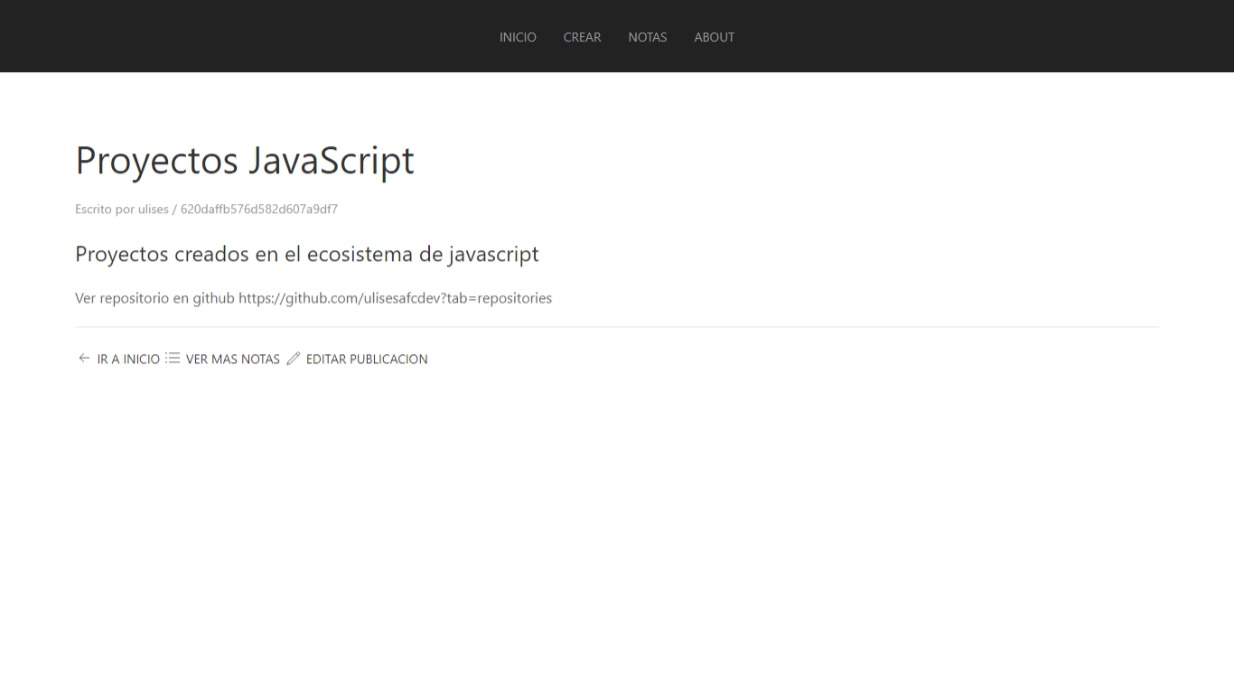 INICIO CREAR NOTAS ABOUT
Proyectos JavaScript
Escrito por ulises / 620daffb576d582d607a9df7
Proyectos creados en el ecosistema de javascript
Ver repositorio en github https://github.com/ulisesafcdev?tab=repositories
IR A INICIO VER MAS NOTAS EDITAR PUBLICACION